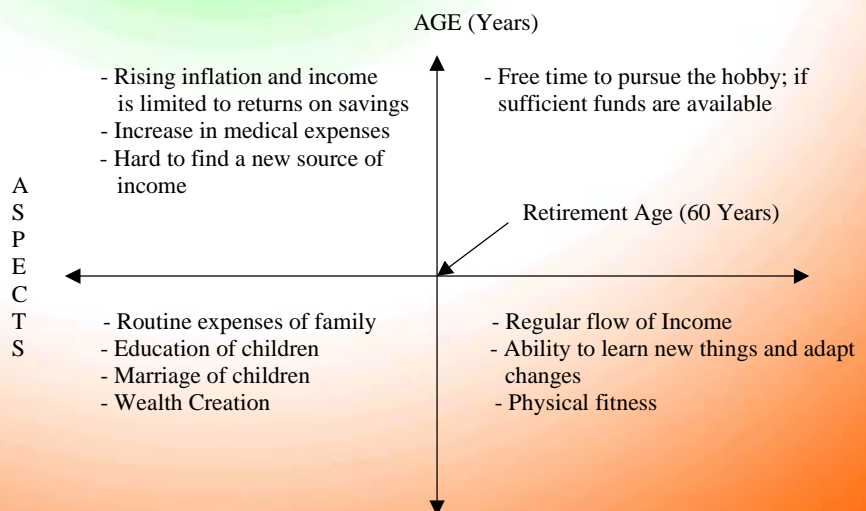 AGE (Years)
- Rising inflation and income
is limited to returns on savings
- Increase in medical expenses
- Hard to find a new source of
income
- Free time to pursue the hobby; if
sufficient funds are available
A
S
P
E
C
T
S
Retirement Age (60 Years)
- Routine expenses of family
- Education of children
- Marriage of children
- Wealth Creation
- Regular flow of Income
- Ability to learn new things and adapt
changes
- Physical fitness